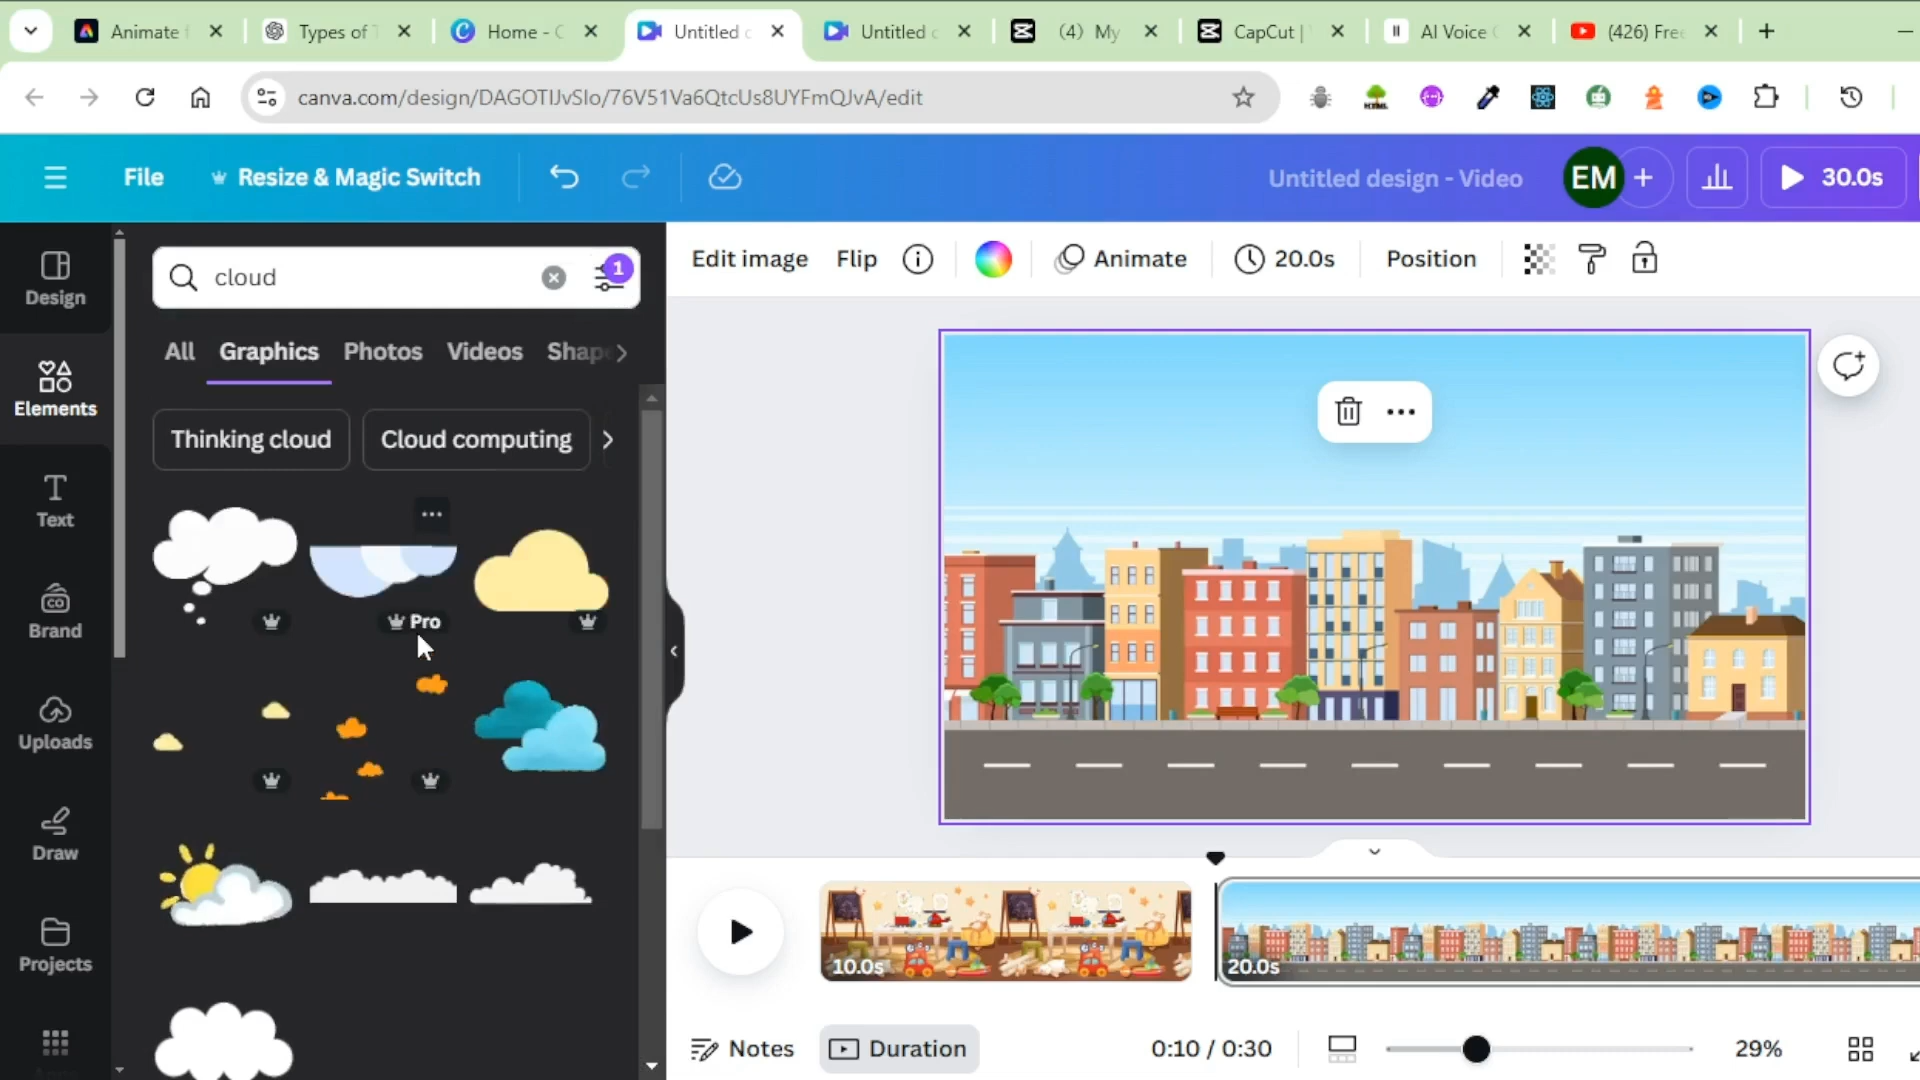 Animate f
Types of T
Home - C
Untitled d
Untitled d
(4) My
CapCut | 
AI Voice G
(426) Free
canva.com/design/DAGOTIJvSlo/76V51Va6QtcUs8UYFmQJvA/edit
File
Resize & Magic Switch
Untitled design - Video
EM
30.0s
Design
Elements
Text
Brand
Uploads
Draw
Projects
cloud
1
All
Graphics
Photos
Videos
Shap
Thinking cloud
Cloud computing
Pro
Edit image
Flip
Animate
20.0s
Position
10.0s
20.0s
Notes
Duration
0:10 / 0:30
29%